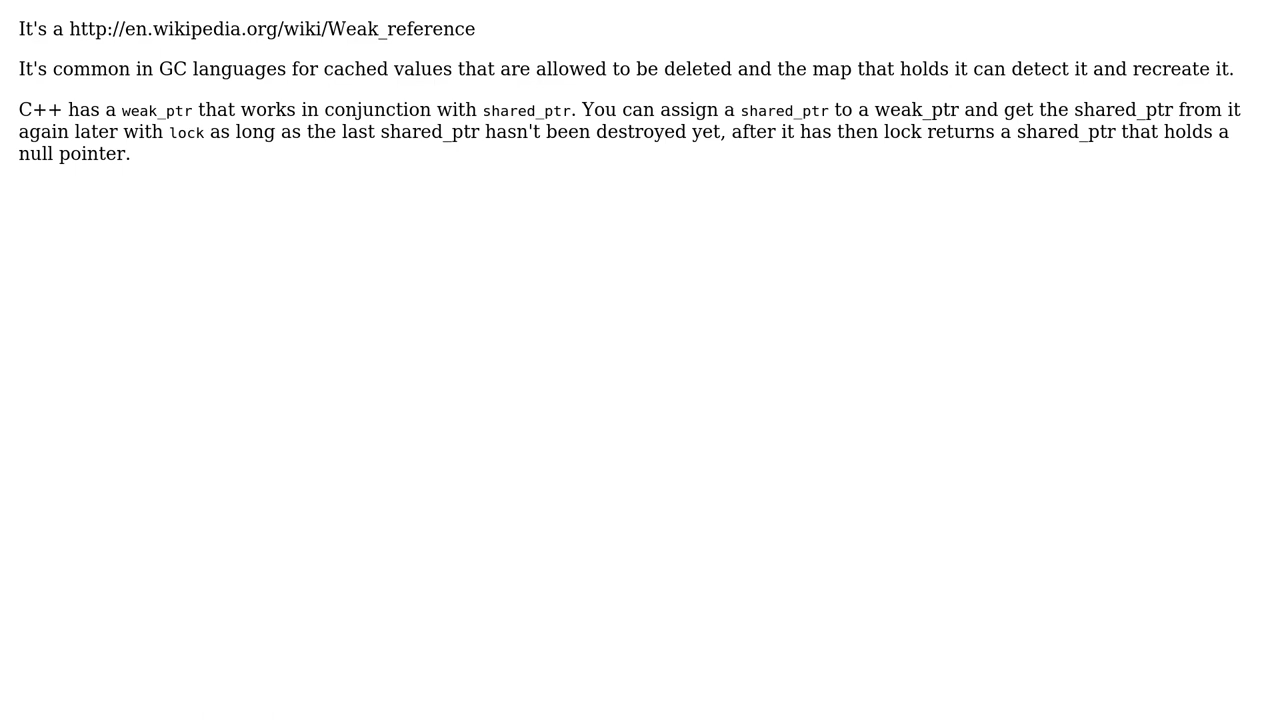 It's a http://en.wikipedia.org/wiki/Weak_reference
It's common in GC languages for cached values that are allowed to be deleted and the map that holds it can detect it and recreate it.
C++ has a weak_ptr that works in conjunction with shared_ptr. You can assign a shared_ptr to a weak_ptr and get the shared_ptr from it
again later with lock as long as the last shared_ptr hasn't been destroyed yet, after it has then lock returns a shared_ptr that holds a
null pointer.